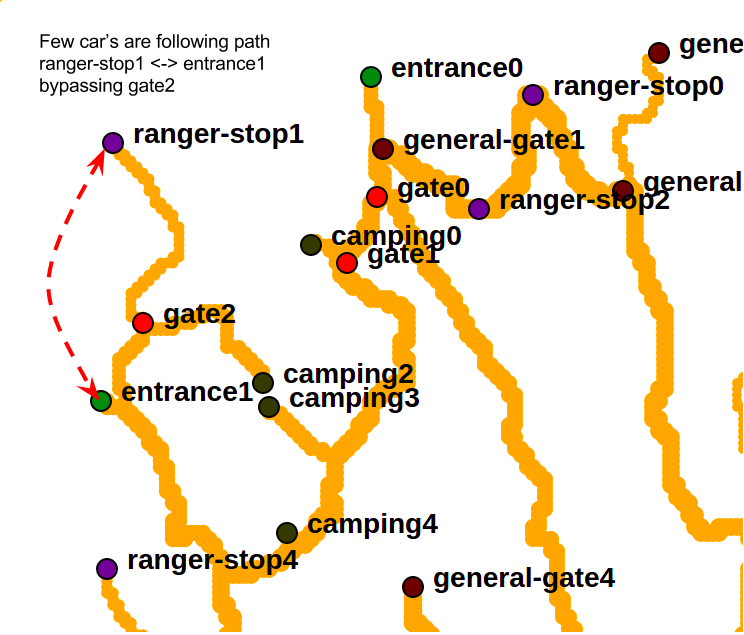 Few car's are following path
ranger-stop1 <-> entrance1
bypassing gate2
gene
entrance0
ranger-stop0
ranger-stop1
general-gate1
general
gate0
ranger-stop2
camping0
gate1
gate2
camping2
entrance1
camping3
camping4
ranger-stop4
general-gate4